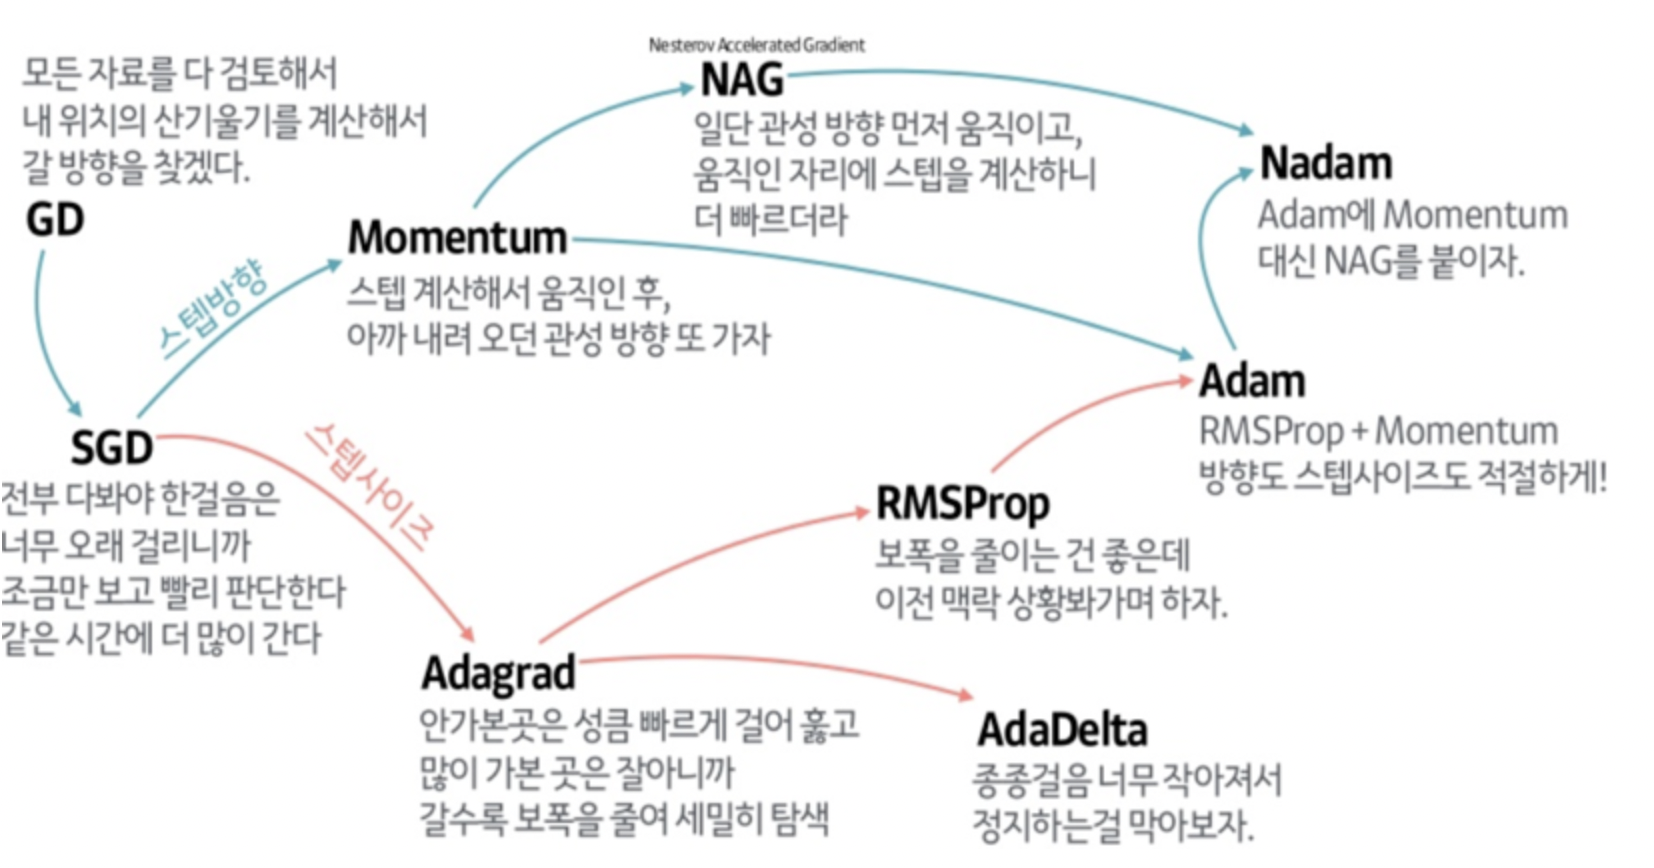 모든 자료를 다 검토해서
내 위치의 산기울기를 계산해서
갈 방향을 찾겠다.
GD
스텝방향
SGD
전부 다봐야 한걸음은
너무 오래 걸리니까
조금만 보고 빨리 판단한다
같은 시간에 더 많이 간다
Momentum
스텝 계산해서 움직인 후,
아까 내려 오던 관성 방향 또 가자
Nesterov Accelerated Gradient
NAG
일단 관성 방향 먼저 움직이고,
움직인 자리에 스텝을 계산하니
더 빠르더라
Nadam
Adam에 Momentum
대신 NAG를 붙이자.
Adam
RMSProp + Momentum
방향도 스텝사이즈도 적절하게!
스텝사이즈
RMSProp
보폭을 줄이는 건 좋은데
이전 맥락 상황봐가며 하자.
Adagrad
안가본곳은 성큼 빠르게 걸어 훑고
많이 가본 곳은 잘아니까
갈수록 보폭을 줄여 세밀히 탐색
AdaDelta
종종걸음 너무 작아져서
정지하는걸 막아보자.